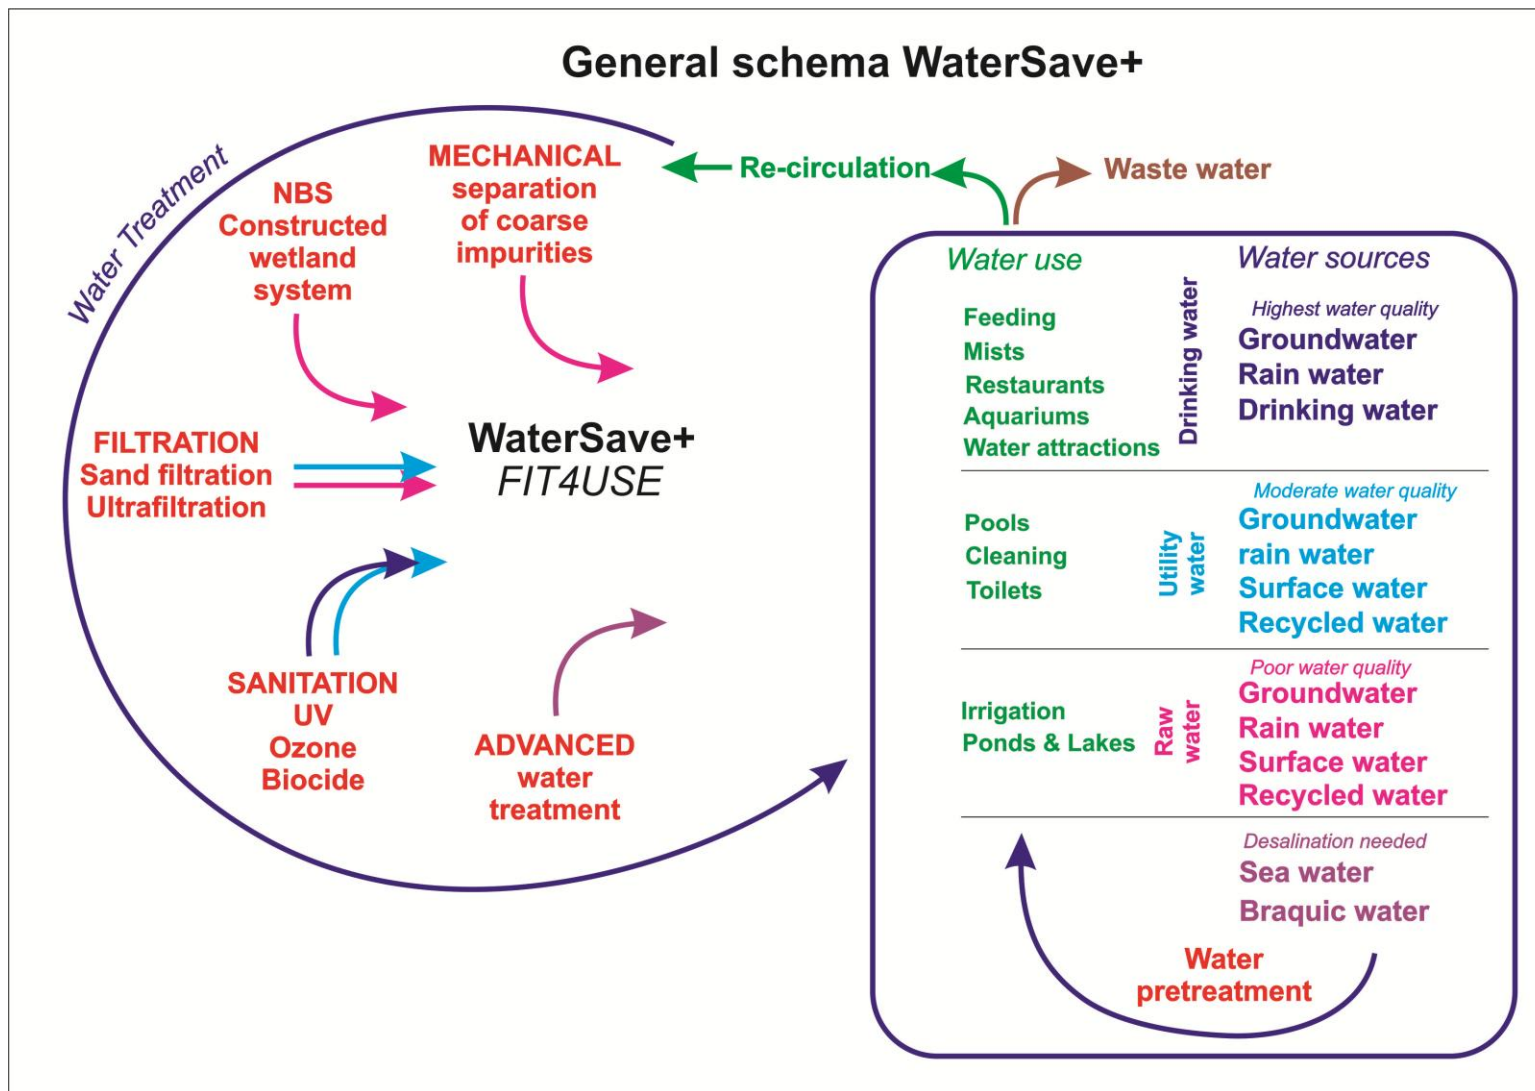 General schema WaterSave+
Water Treatment
NBS
Constructed
wetland
system
MECHANICAL
separation
of coarse
impurities
Re-circulation
Waste water
FILTRATION
Sand filtration
Ultrafiltration
WaterSave+
FIT4USE
SANITATION
UV
Ozone
Biocide
ADVANCED
water
treatment
Water use
Water sources
Feeding
Mists
Restaurants
Aquariums
Water attractions
Drinking water
Highest water quality
Groundwater
Rain water
Drinking water
Pools
Cleaning
Toilets
Utility
water
Moderate water quality
Groundwater
rain water
Surface water
Recycled water
Irrigation
Ponds & Lakes
Raw
water
Poor water quality
Groundwater
Rain water
Surface water
Recycled water
Desalination needed
Sea water
Braquic water
Water
pretreatment